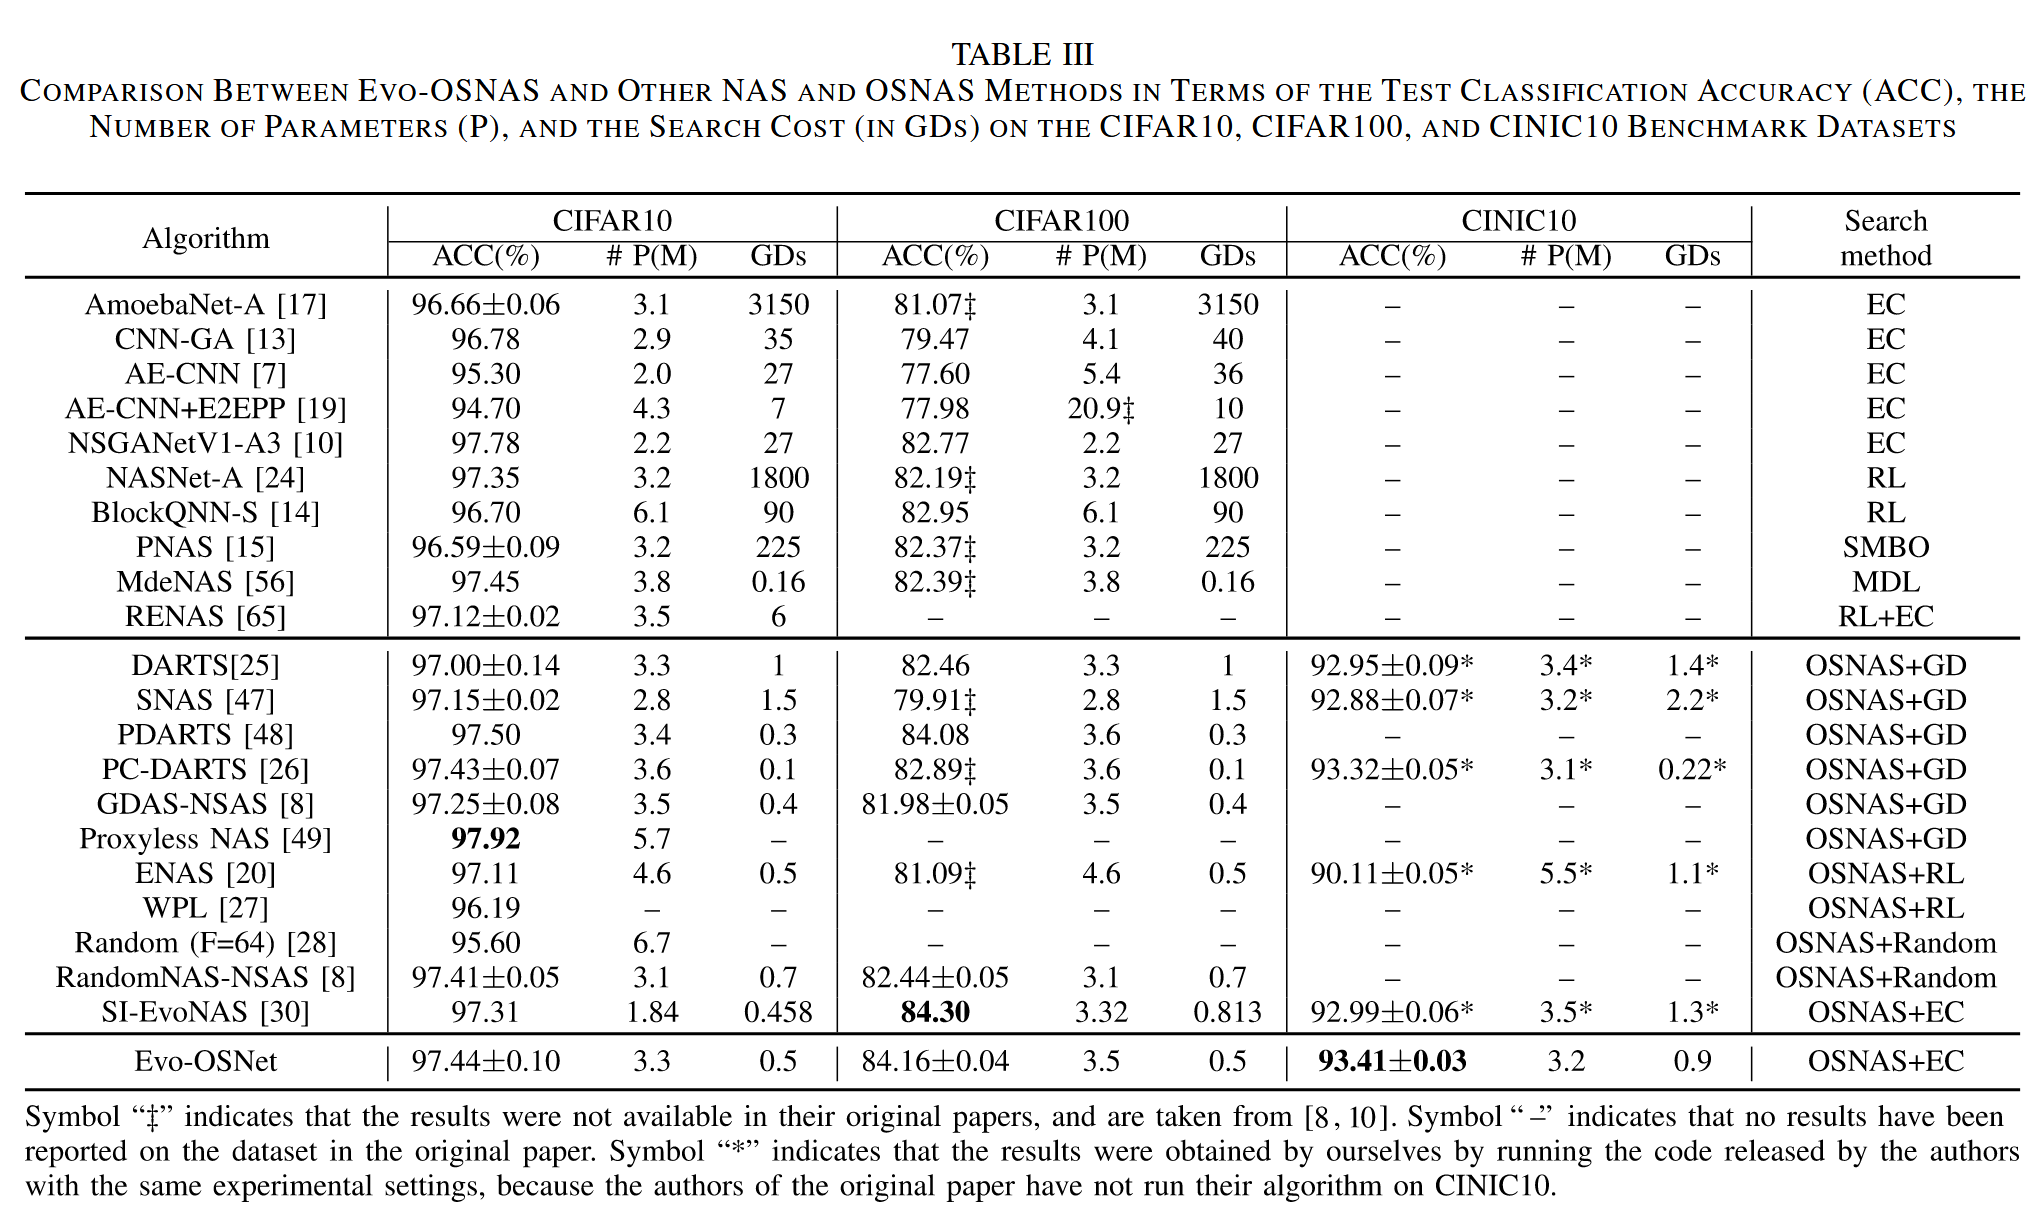 TABLE III
COMPARISON BETWEEN EVO-OSNAS AND OTHER NAS AND OSNAS METHODS IN TERMS OF THE TEST CLASSIFICATION ACCURACY (ACC), THE
NUMBER OF PARAMETERS (P), AND THE SEARCH COST (IN GDS) ON THE CIFAR10, CIFAR100, AND CINIC10 BENCHMARK DATASETS
Algorithm CIFAR10 CIFAR100 CINIC10 Search method
ACC(%) # P(M) GDs ACC(%) # P(M) GDs ACC(%) # P(M) GDs
AmoebaNet-A [17] 96.66±0.06 3.1 3150 81.07‡ 3.1 3150 – – – EC
CNN-GA [13] 96.78 2.9 35 79.47 4.1 40 – – – EC
AE-CNN [7] 95.30 2.0 27 77.60 5.4 36 – – – EC
AE-CNN+E2EPP [19] 94.70 4.3 7 77.98 20.9‡ 10 – – – EC
NSGANetV1-A3 [10] 97.78 2.2 27 82.77 2.2 27 – – – EC
NASNet-A [24] 97.35 3.2 1800 82.19‡ 3.2 1800 – – – RL
BlockQNN-S [14] 96.70 6.1 90 82.95 6.1 90 – – – RL
PNAS [15] 96.59±0.09 3.2 225 82.37‡ 3.2 225 – – – SMBO
MdeNAS [56] 97.45 3.8 0.16 82.39‡ 3.8 0.16 – – – MDL
RENAS [65] 97.12±0.02 3.5 6 – – – – – – RL+EC
DARTS[25] 97.00±0.14 3.3 1 82.46 3.3 1 92.95±0.09* 3.4* 1.4* OSNAS+GD
SNAS [47] 97.15±0.02 2.8 1.5 79.91‡ 2.8 1.5 92.88±0.07* 3.2* 2.2* OSNAS+GD
PDARTS [48] 97.50 3.4 0.3 84.08 3.6 0.3 – – – OSNAS+GD
PC-DARTS [26] 97.43±0.07 3.6 0.1 82.89‡ 3.6 0.1 93.32±0.05* 3.1* 0.22* OSNAS+GD
GDAS-NSAS [8] 97.25±0.08 3.5 0.4 81.98±0.05 3.5 0.4 – – – OSNAS+GD
Proxyless NAS [49] 97.92 5.7 – – – – – – – OSNAS+GD
ENAS [20] 97.11 4.6 0.5 81.09‡ 4.6 0.5 90.11±0.05* 5.5* 1.1* OSNAS+RL
WPL [27] 96.19 – – – – – – – – OSNAS+RL
Random (F=64) [28] 95.60 6.7 – – – – – – – OSNAS+Random
RandomNAS-NSAS [8] 97.41±0.05 3.1 0.7 82.44±0.05 3.1 0.7 – – – OSNAS+Random
SI-EvoNAS [30] 97.31 1.84 0.458 84.30 3.32 0.813 92.99±0.06* 3.5* 1.3* OSNAS+EC
Evo-OSNet 97.44±0.10 3.3 0.5 84.16±0.04 3.5 0.5 93.41±0.03 3.2 0.9 OSNAS+EC
Symbol “‡” indicates that the results were not available in their original papers, and are taken from [8, 10]. Symbol “–” indicates that no results have been
reported on the dataset in the original paper. Symbol “*” indicates that the results were obtained by ourselves by running the code released by the authors
with the same experimental settings, because the authors of the original paper have not run their algorithm on CINIC10.